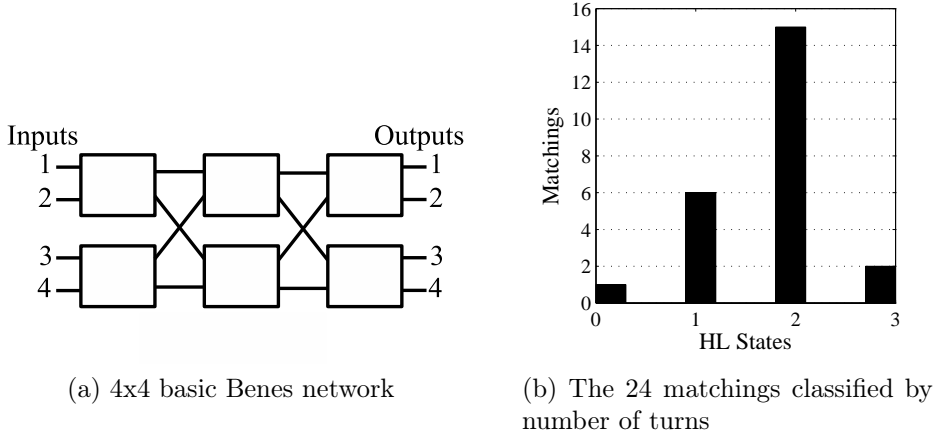 Inputs
Outputs
1
2
3
4
1
2
3
4
(a) 4x4 basic Benes network
16
14
12
10
8
6
4
2
0
Matchings
0 1 2 3
HL States
(b) The 24 matchings classified by
number of turns